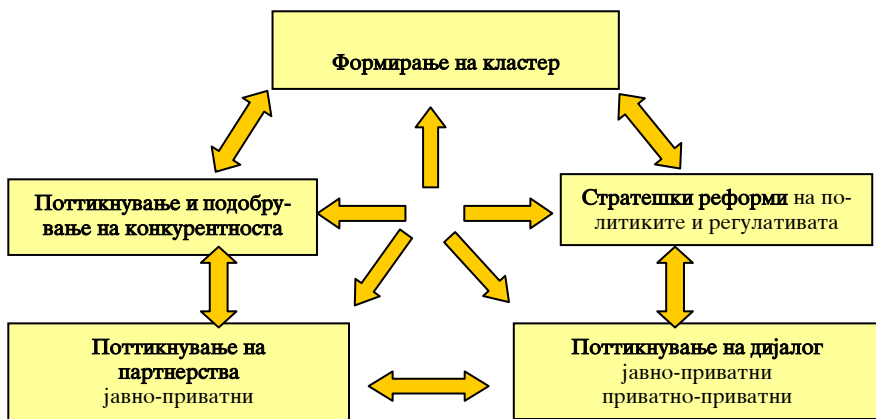 Формирање на кластер
Поттикнување и подобру-
вање на конкурентноста
Стратешки реформи на по-
литиките и регулативата
Поттикнување на
партнерства
јавно-приватни
Поттикнување на дијалог
јавно-приватни
приватно-приватни